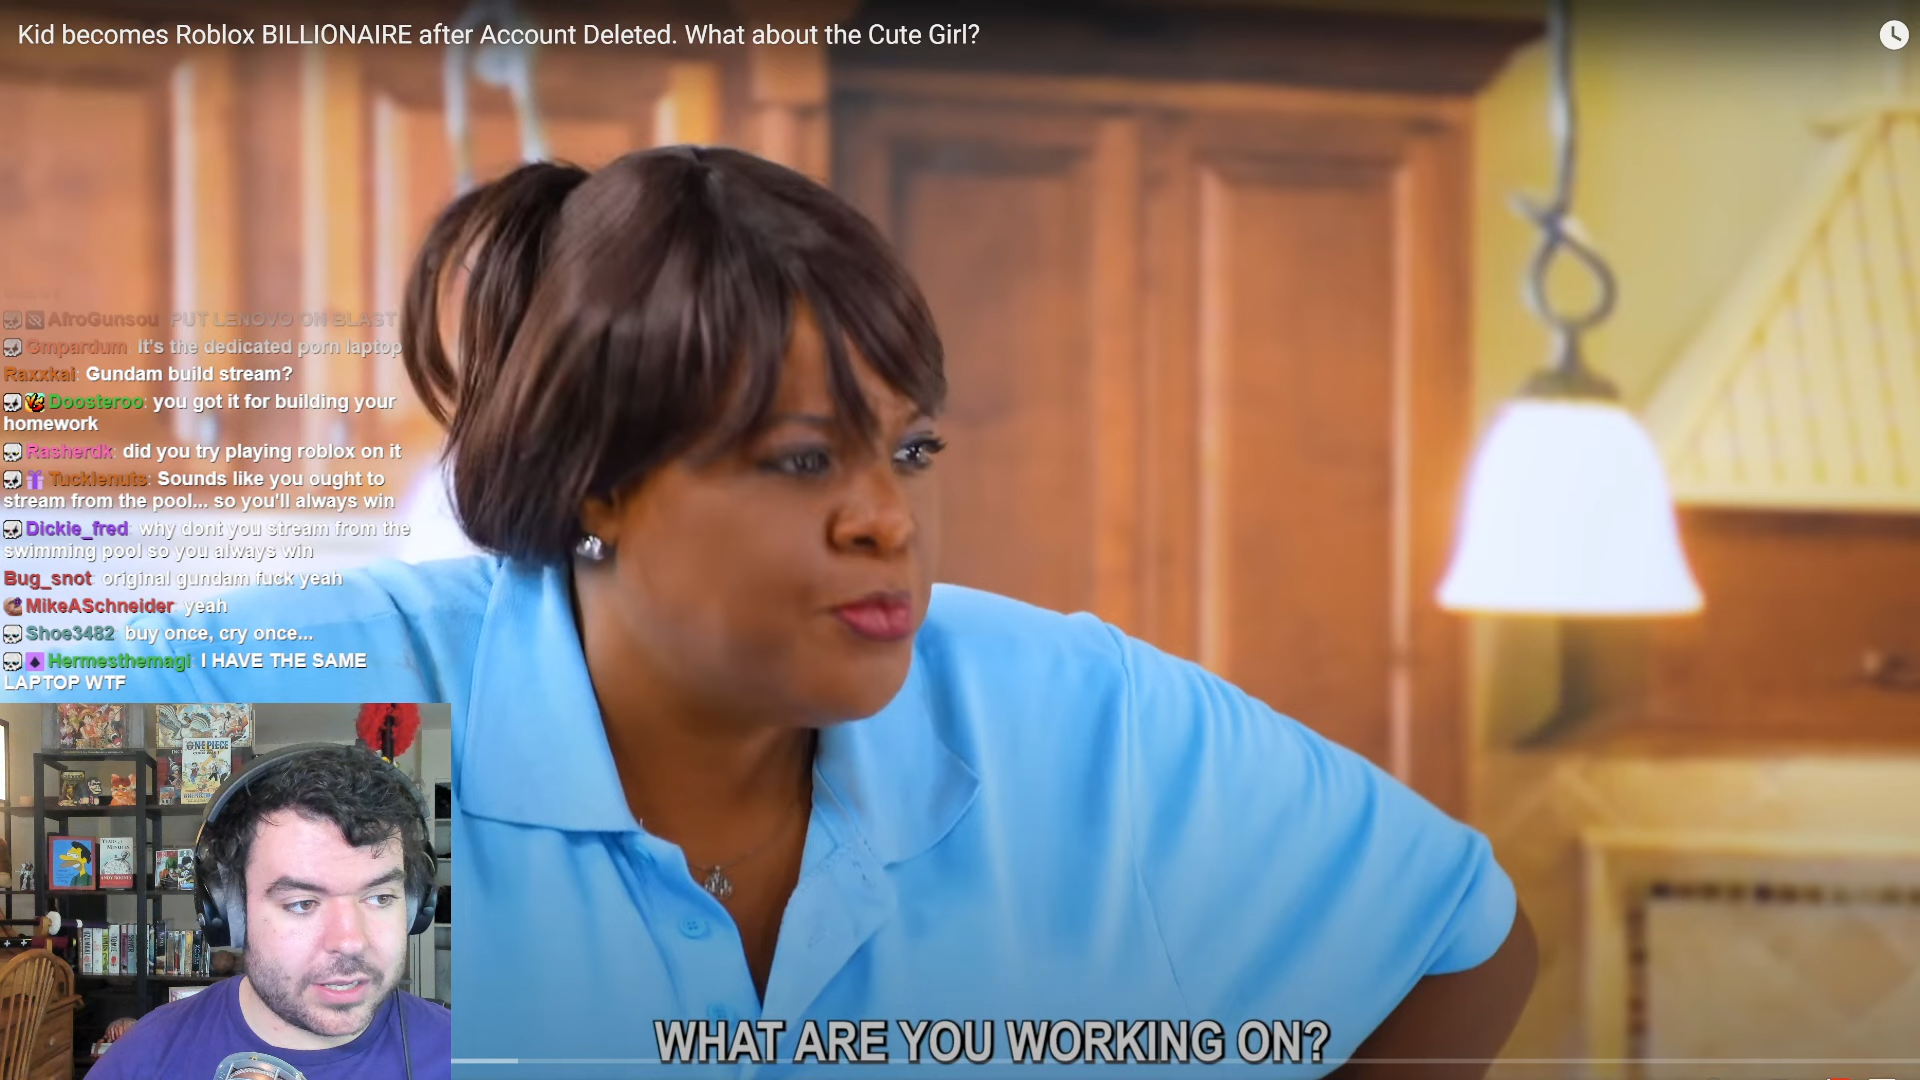 Kid becomes Roblox BILLIONAIRE after Account Deleted. What about the Cute Girl?
AfroGunsou PUT LENOVO ON BLAST
Gmpardum It's the dedicated porn laptop
Raxxkai: Gundam build stream?
Doosteroo: you got it for building your
homework
Rasherdk: did you try playing roblox on it
Tucklenuts: Sounds like you ought to
stream from the pool... so you'll always win
Dickie_fred why dont you stream from the
swimming pool so you always win
Bug_snot: original gundam fuck yeah
MikeASchneider yeah
Shoe3482 buy once, cry once...
Hermesthemagi I HAVE THE SAME
LAPTOP WTF
ONE PIECE
WHAT ARE YOU WORKING ON?